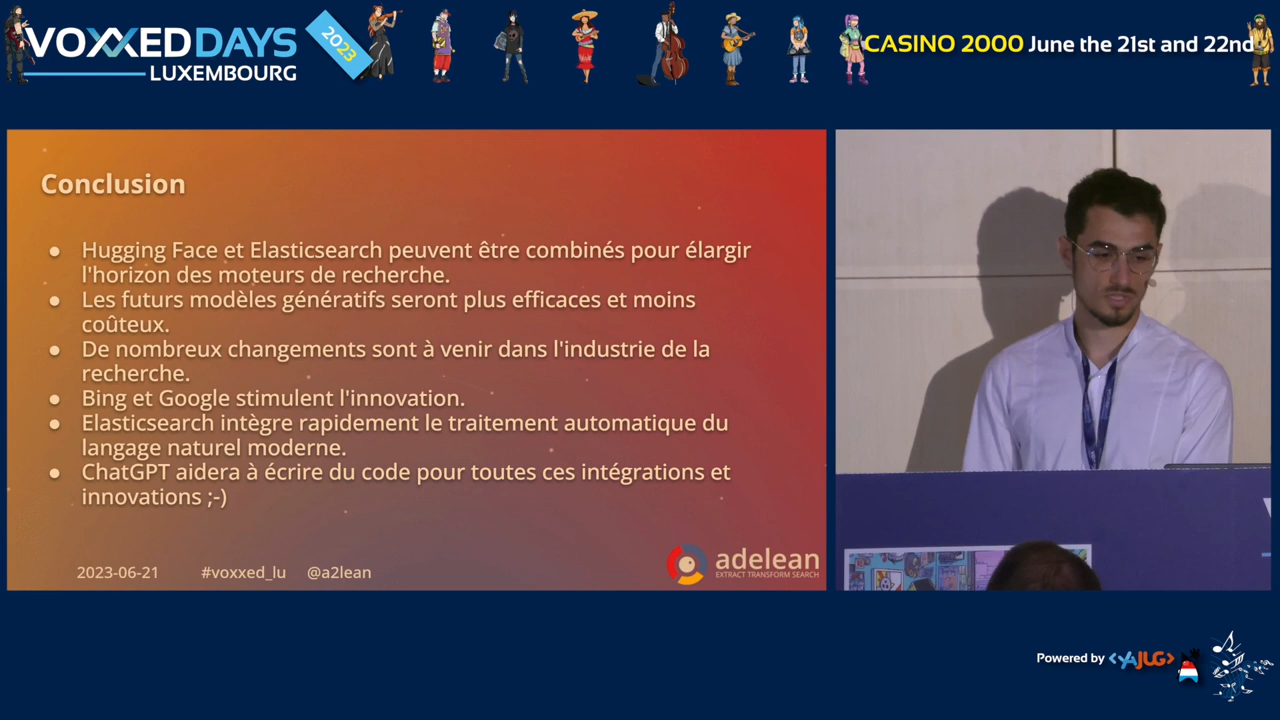 VOXXEDDAYS
2023
LUXEMBOURG
CASINO 2000 June the 21st and 22nd
Conclusion
● Hugging Face et Elasticsearch peuvent être combinés pour élargir
l'horizon des moteurs de recherche.
● Les futurs modèles génératifs seront plus efficaces et moins
coûteux.
● De nombreux changements sont à venir dans l'industrie de la
recherche.
● Bing et Google stimulent l'innovation.
● Elasticsearch intègre rapidement le traitement automatique du
langage naturel moderne.
● ChatGPT aidera à écrire du code pour toutes ces intégrations et
innovations ;-)
2023-06-21 #voxxed_lu @a2lean
adelean
EXTRACT TRANSFORM SEARCH
Powered by <YAJUG>